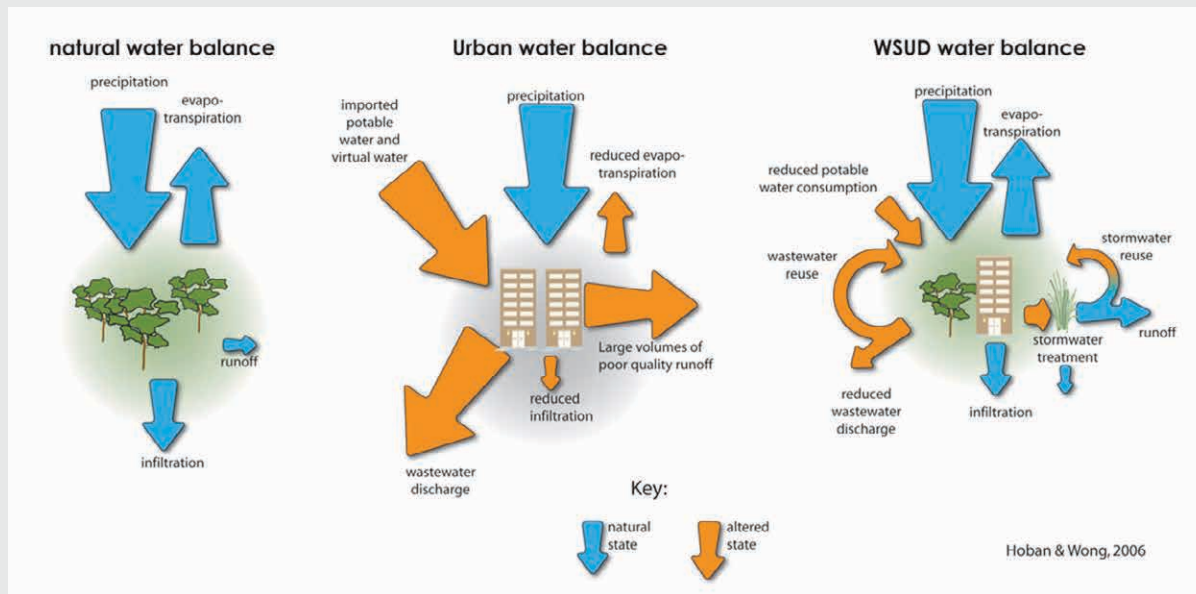 natural water balance
precipitation
evapo-
transpiration
runoff
infiltration
Urban water balance
imported
potable
water and
virtual water
precipitation
reduced evapo-
transpiration
Large volumes of
poor quality runoff
reduced
infiltration
wastewater
discharge
WSUD water balance
precipitation
evapo-
transpiration
reduced potable
water consumption
wastewater
reuse
stormwater
reuse
runoff
stormwater
treatment
reduced
wastewater
discharge
infiltration
Key:
natural
state
altered
state
Hoban & Wong, 2006